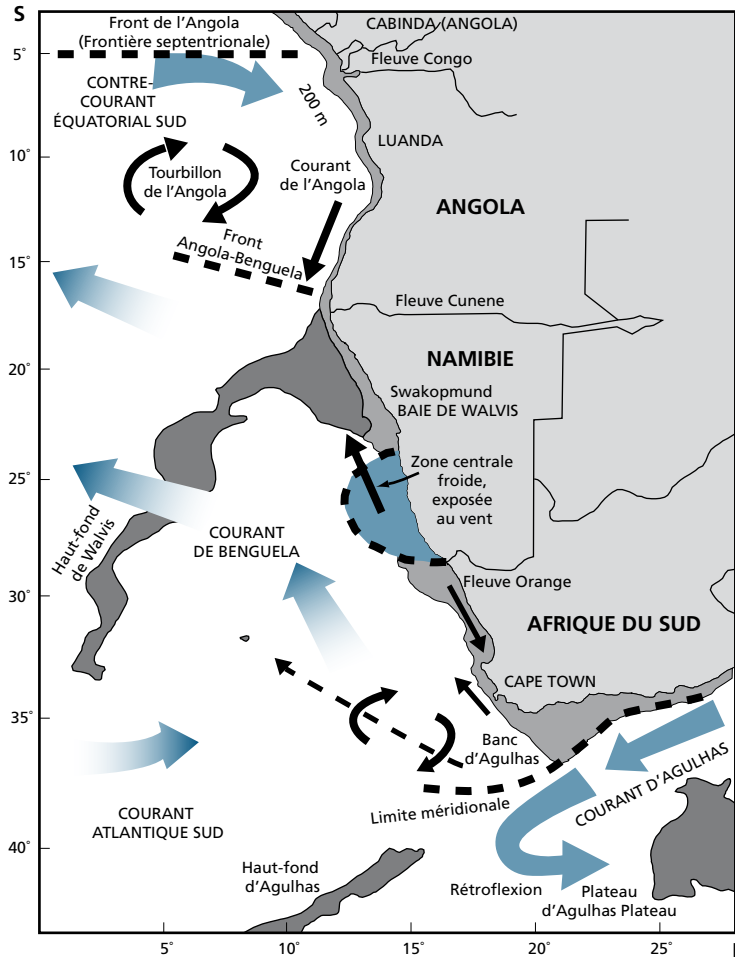 S
Front de l'Angola
(Frontière septentrionale)
CABINDA (ANGOLA)
5°
Fleuve Congo
CONTRE-
COURANT
ÉQUATORIAL SUD
200 m
LUANDA
10°
Tourbillon
de l'Angola
Courant
de l'Angola
ANGOLA
Front
Angola-Benguela
15°
Fleuve Cunene
NAMIBIE
20°
Swakopmund
BAIE DE WALVIS
Zone centrale
froide,
exposée
au vent
25°
Haut-fond
de Walvis
COURANT
DE BENGUELA
Fleuve Orange
30°
AFRIQUE DU SUD
CAPE TOWN
35°
Banc
d'Agulhas
COURANT D'AGULHAS
Limite méridionale
COURANT
ATLANTIQUE SUD
40°
Haut-fond
d'Agulhas
Rétroflexion
Plateau
d'Agulhas Plateau
5°
10°
15°
20°
25°